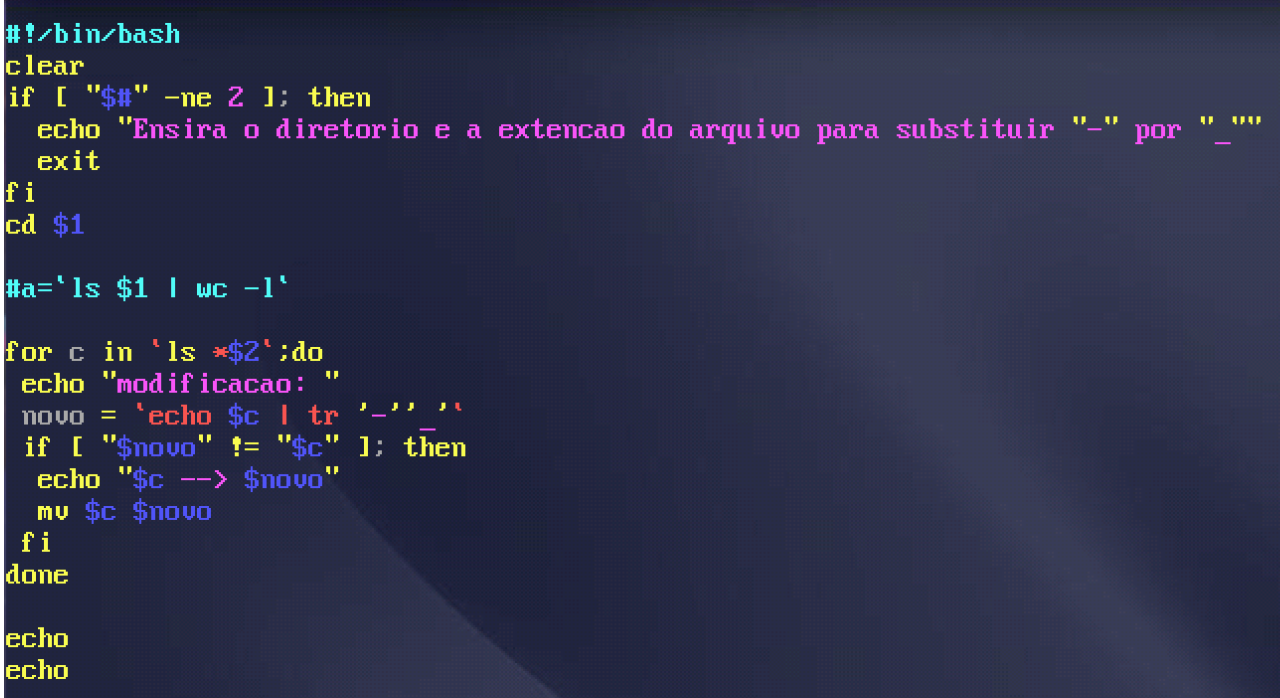 #!/bin/bash
clear
if [ "$#" -ne 2 ]; then
  echo "Ensira o diretorio e a extencao do arquivo para substituir "-" por "_""
  exit
fi
cd $1

#a=`ls $1 | wc -l`

for c in `ls *$2`;do
 echo "modificacao: "
 novo = `echo $c | tr '-''_'`
 if [ "$novo" != "$c" ]; then
  echo "$c --> $novo"
  mv $c $novo
 fi
done

echo
echo